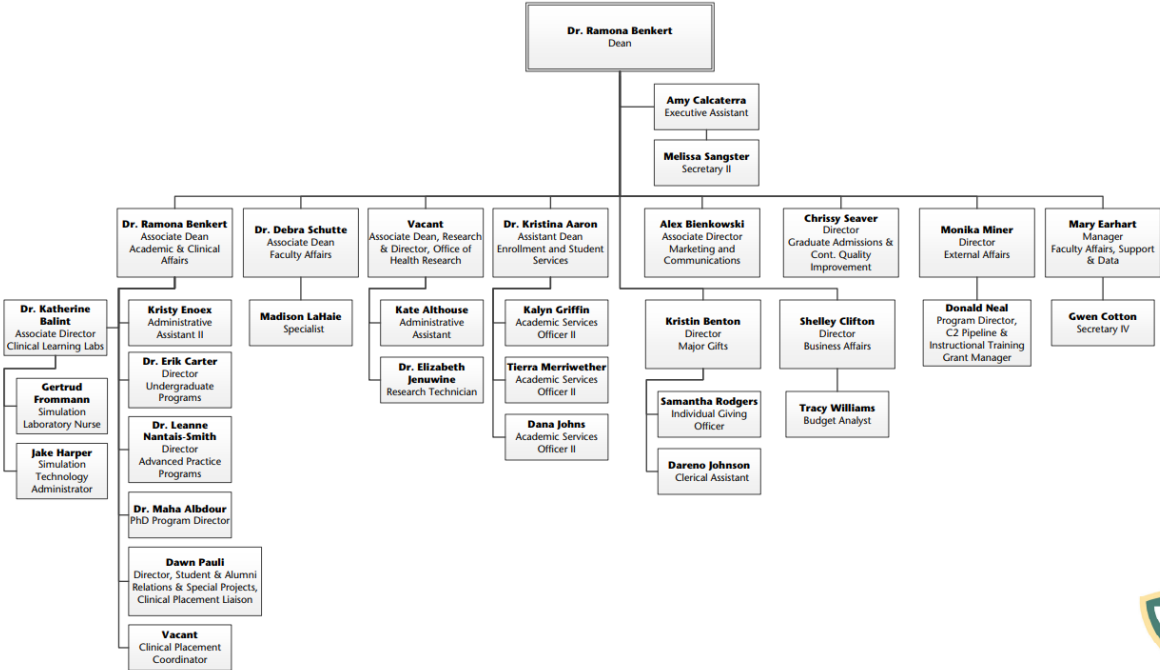 Dr. Ramona Benkert
Dean
Amy Calcaterra
Executive Assistant
Melissa Sangster
Secretary II
Dr. Ramona Benkert
Associate Dean
Academic & Clinical
Affairs
Dr. Debra Schutte
Associate Dean
Faculty Affairs
Vacant
Associate Dean, Research
& Director, Office of
Health Research
Dr. Kristina Aaron
Assistant Dean
Enrollment and Student
Services
Alex Bienkowski
Associate Director
Marketing and
Communications
Chrissy Seaver
Director
Graduate Admissions &
Cont. Quality
Improvement
Monika Miner
Director
External Affairs
Mary Earhart
Manager
Faculty Affairs, Support
& Data
Dr. Katherine
Balint
Associate Director
Clinical Learning Labs
Gertrud
Frommann
Simulation
Laboratory Nurse
Jake Harper
Simulation
Technology
Administrator
Kristy Enoex
Administrative
Assistant II
Dr. Erik Carter
Director
Undergraduate
Programs
Dr. Leanne
Nantais-Smith
Director
Advanced Practice
Programs
Dr. Maha Albdour
PhD Program Director
Dawn Pauli
Director, Student & Alumni
Relations & Special Projects,
Clinical Placement Liaison
Vacant
Clinical Placement
Coordinator
Madison LaHaie
Specialist
Kate Althouse
Administrative
Assistant
Dr. Elizabeth
Jenuwine
Research Technician
Kalyn Griffin
Academic Services
Officer II
Tierra Merriwether
Academic Services
Officer II
Dana Johns
Academic Services
Officer II
Kristin Benton
Director
Major Gifts
Samantha Rodgers
Individual Giving
Officer
Dareno Johnson
Clerical Assistant
Shelley Clifton
Director
Business Affairs
Tracy Williams
Budget Analyst
Donald Neal
Program Director,
C2 Pipeline &
Instructional Training
Grant Manager
Gwen Cotton
Secretary IV